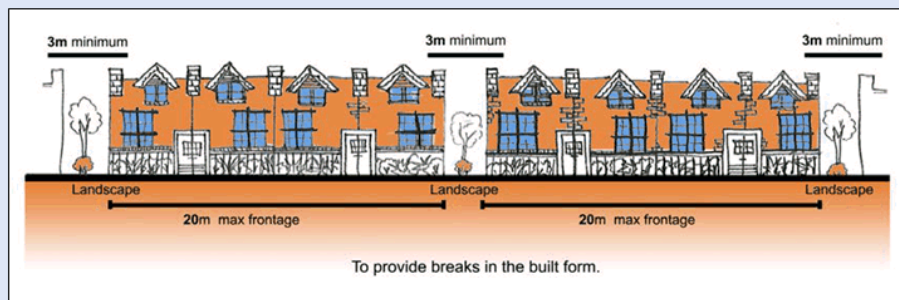 3m minimum
3m minimum
3m minimum
Landscape
Landscape
Landscape
20m max frontage
20m max frontage
To provide breaks in the built form.